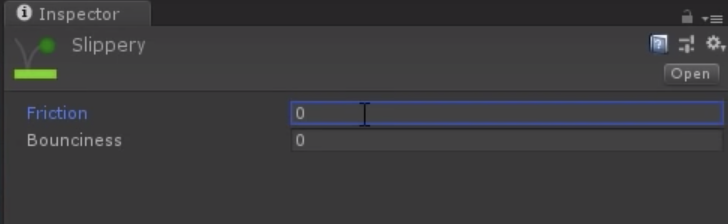 Inspector
Slippery
Open
Friction 0
Bounciness 0